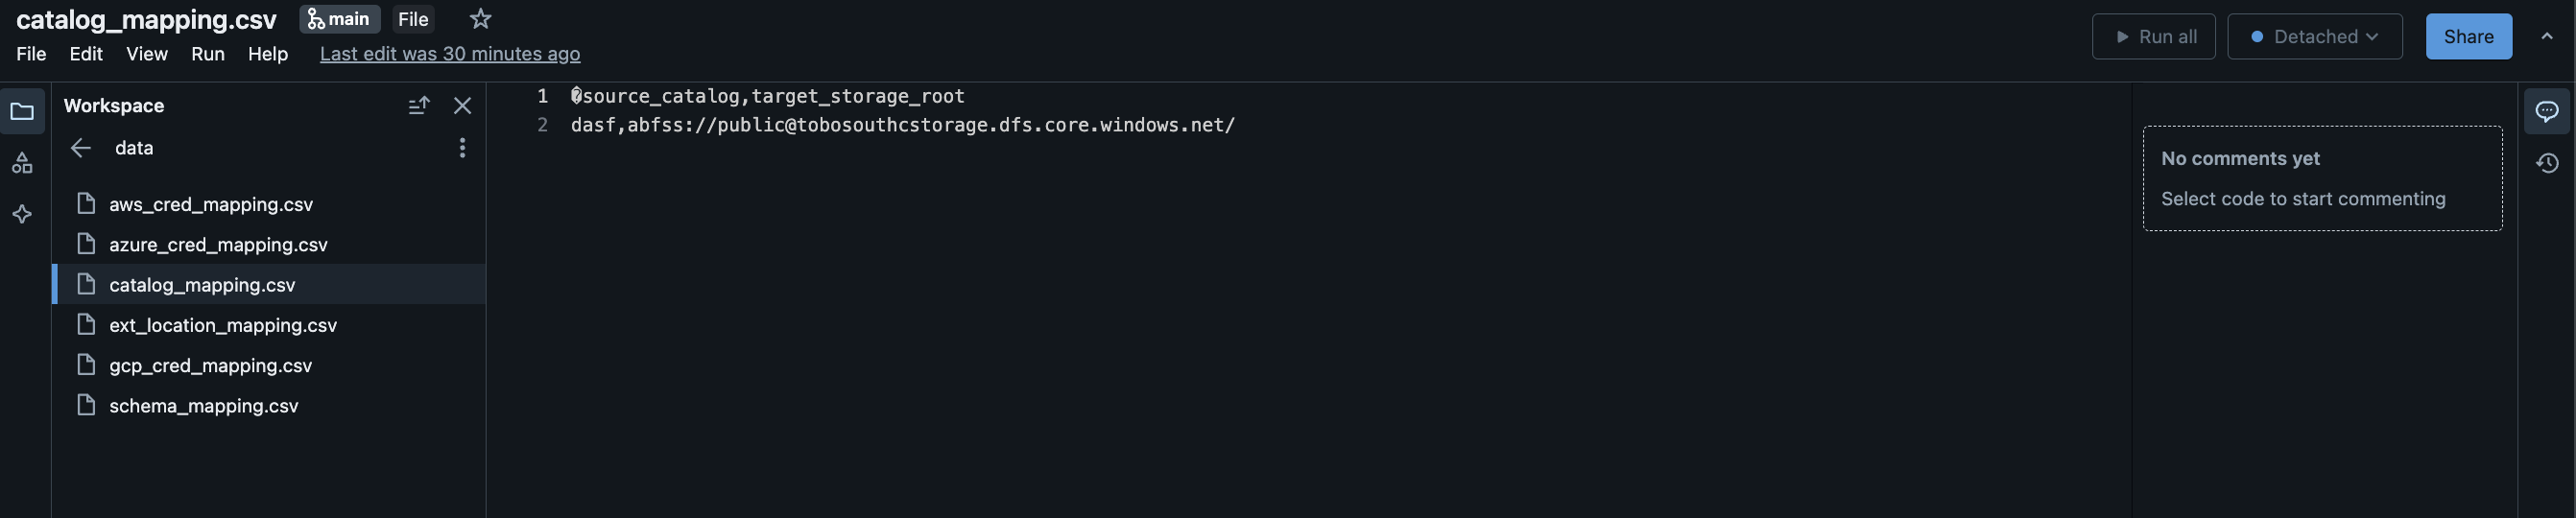 catalog_mapping.csv main File
File Edit View Run Help Last edit was 30 minutes ago
Run all Detached Share
Workspace
data
aws_cred_mapping.csv
azure_cred_mapping.csv
catalog_mapping.csv
ext_location_mapping.csv
gcp_cred_mapping.csv
schema_mapping.csv
1 �source_catalog,target_storage_root
2 dasf,abfss://public@tobosouthcstorage.dfs.core.windows.net/
No comments yet
Select code to start commenting